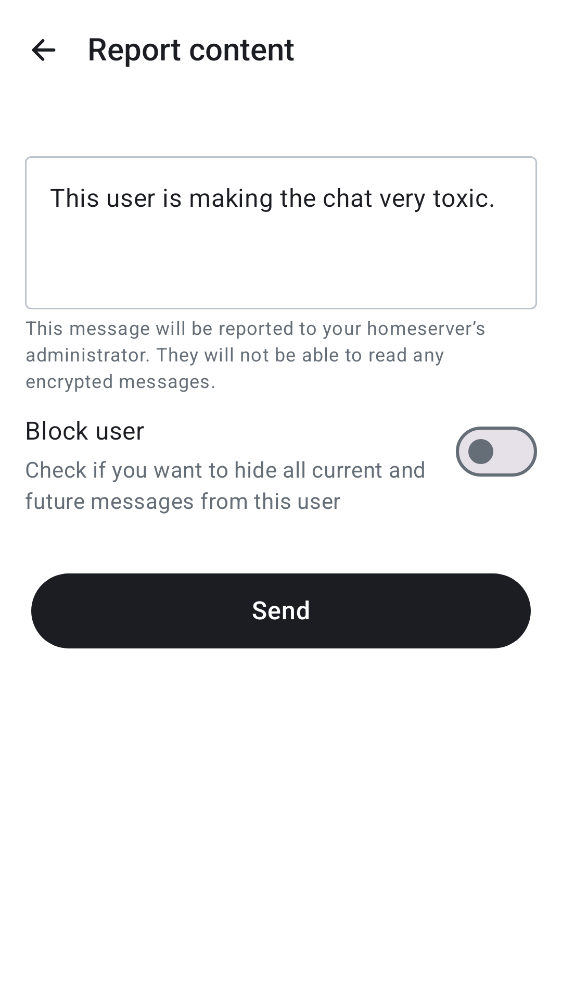 Report content
This user is making the chat very toxic.
This message will be reported to your homeserver’s
administrator. They will not be able to read any
encrypted messages.
Block user
Check if you want to hide all current and
future messages from this user
Send